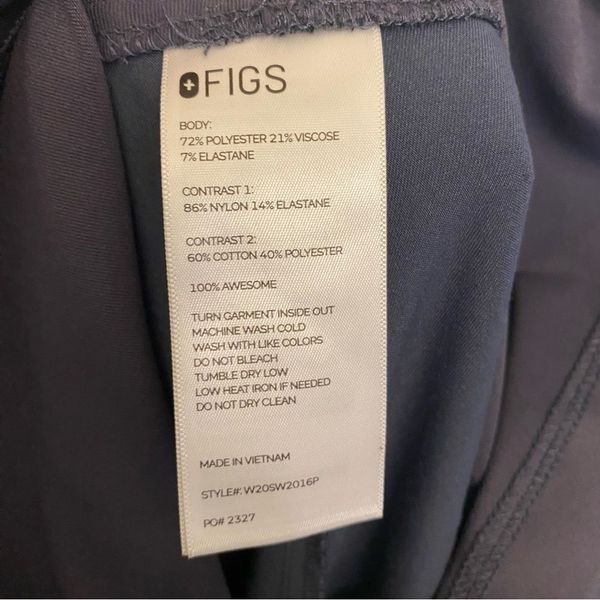 FIGS
BODY:
72% POLYESTER 21% VISCOSE
7% ELASTANE
CONTRAST 1:
86% NYLON 14% ELASTANE
CONTRAST 2:
60% COTTON 40% POLYESTER
100% AWESOME
TURN GARMENT INSIDE OUT
MACHINE WASH COLD
WASH WITH LIKE COLORS
DO NOT BLEACH
TUMBLE DRY LOW
LOW HEAT IRON IF NEEDED
DO NOT DRY CLEAN
MADE IN VIETNAM
STYLE#: W20SW2016P
PO# 2327